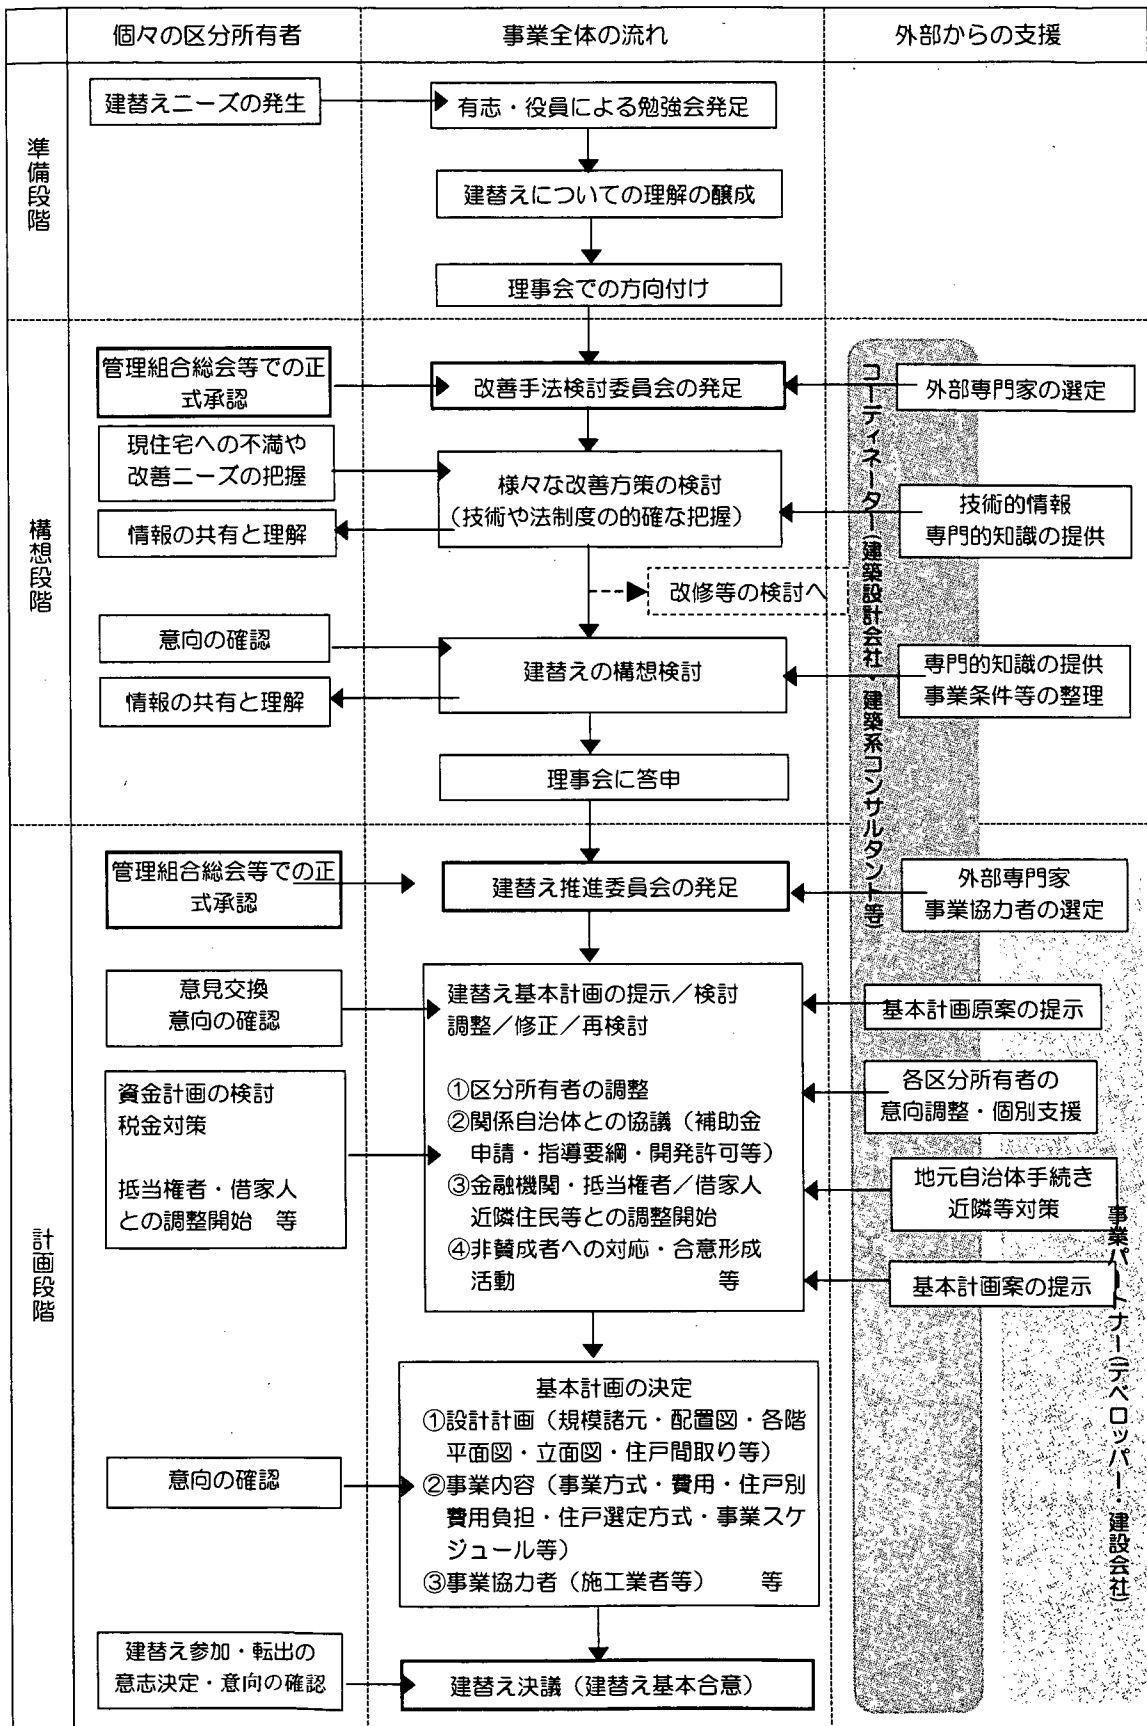 個々の区分所有者
事業全体の流れ
外部からの支援
準備段階
建替えニーズの発生
有志・役員による勉強会発足
建替えについての理解の醸成
理事会での方向付け
構想段階
管理組合総会等での正
式承認
改善手法検討委員会の発足
外部専門家の選定
現住宅への不満や
改善ニーズの把握
様々な改善方策の検討
(技術や法制度の的確な把握)
技術的情報
専門的知識の提供
情報の共有と理解
改修等の検討へ
意向の確認
建替えの構想検討
専門的知識の提供
事業条件等の整理
情報の共有と理解
理事会に答申
コーディネーター(建築設計会社・建築系コンサルタント等)
計画段階
管理組合総会等での正
式承認
建替え推進委員会の発足
外部専門家
事業協力者の選定
意見交換
意向の確認
建替え基本計画の提示/検討
調整/修正/再検討
①区分所有者の調整
②関係自治体との協議(補助金
申請・指導要綱・開発許可等)
③金融機関・抵当権者/借家人
近隣住民等との調整開始
④非賛成者への対応・合意形成
活動 等
基本計画原案の提示
各区分所有者の
意向調整・個別支援
資金計画の検討
税金対策
抵当権者・借家人
との調整開始 等
地元自治体手続き
近隣等対策
基本計画案の提示
事業パートナー(デベロッパー・建設会社)
基本計画の決定
①設計計画(規模諸元・配置図・各階
平面図・立面図・住戸間取り等)
②事業内容(事業方式・費用・住戸別
費用負担・住戸選定方式・事業スケ
ジュール等)
③事業協力者(施工業者等) 等
意向の確認
建替え参加・転出の
意志決定・意向の確認
建替え決議(建替え基本合意)